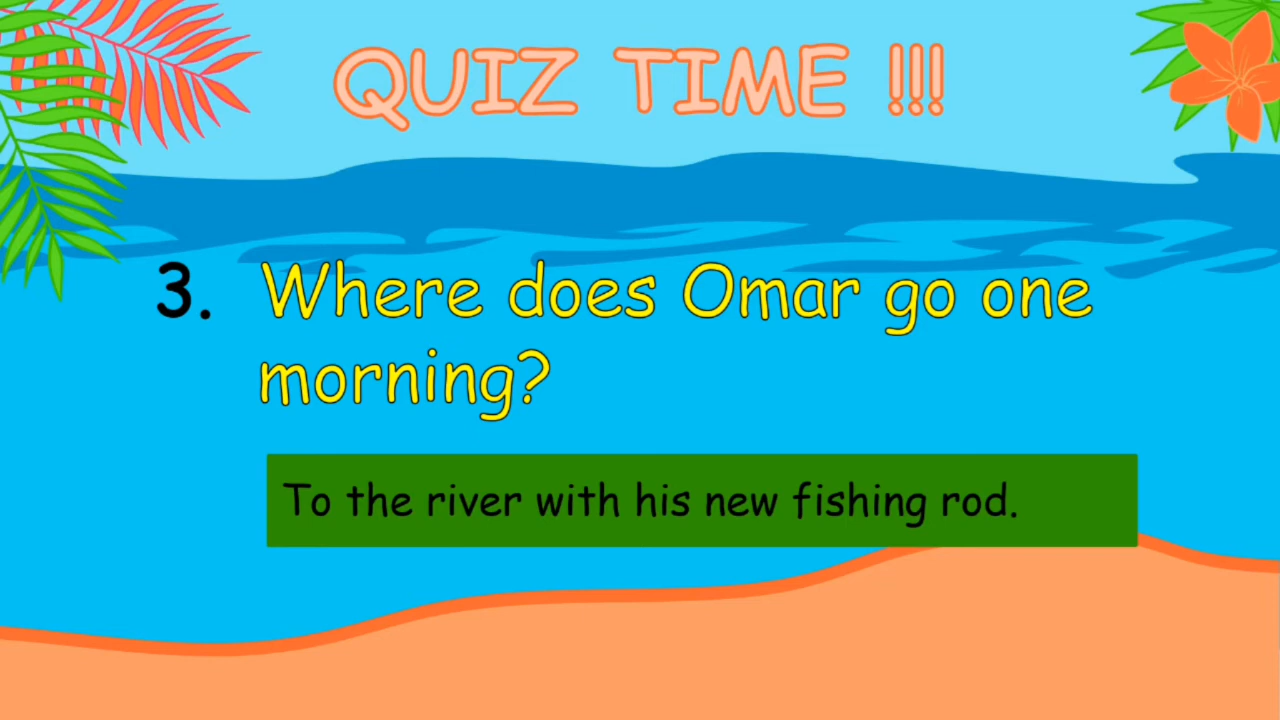 QUIZ TIME !!!
3. Where does Omar go one
morning?
To the river with his new fishing rod.